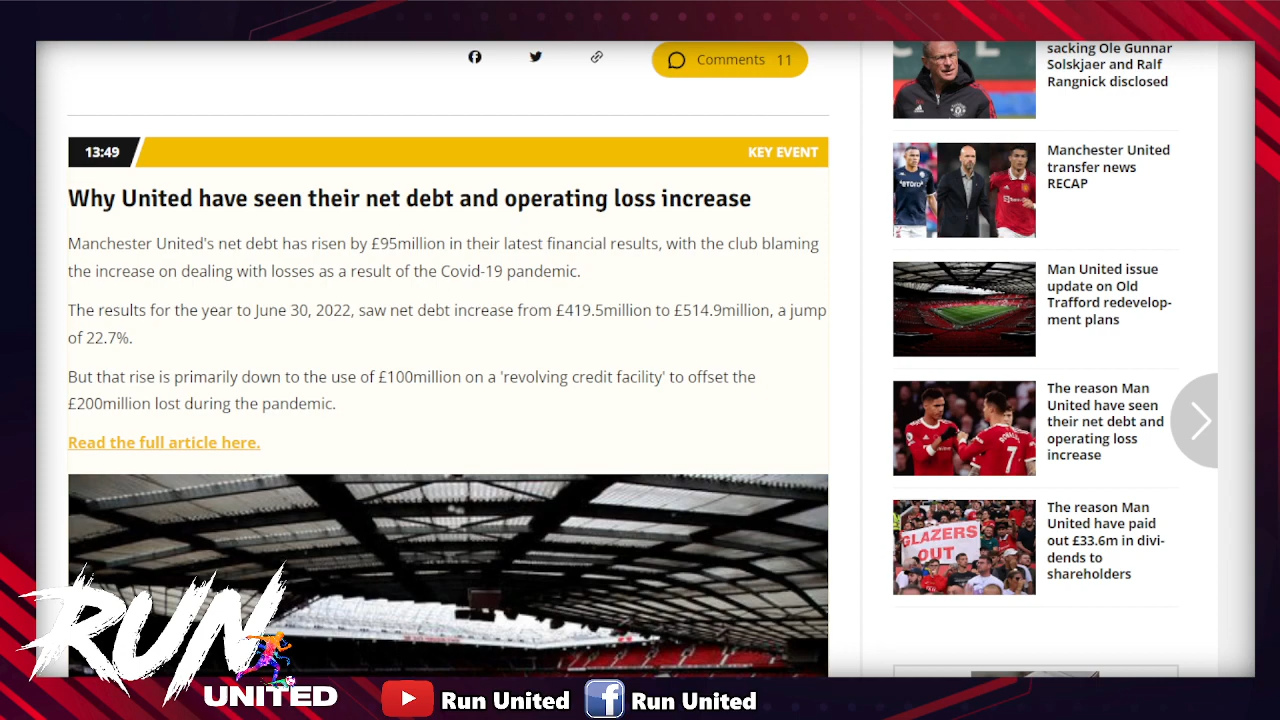 Comments 11
13:49
KEY EVENT
Why United have seen their net debt and operating loss increase
Manchester United's net debt has risen by £95million in their latest financial results, with the club blaming
the increase on dealing with losses as a result of the Covid-19 pandemic.
The results for the year to June 30, 2022, saw net debt increase from £419.5million to £514.9million, a jump
of 22.7%.
But that rise is primarily down to the use of £100million on a 'revolving credit facility' to offset the
£200million lost during the pandemic.
Read the full article here.
sacking Ole Gunnar
Solskjaer and Ralf
Rangnick disclosed
Manchester United
transfer news
RECAP
Man United issue
update on Old
Trafford redevelop-
ment plans
The reason Man
United have seen
their net debt and
operating loss
increase
RONALDO
7
The reason Man
United have paid
out £33.6m in divi-
dends to
shareholders
GLAZERS
OUT
RUN
UNITED
Run United
Run United